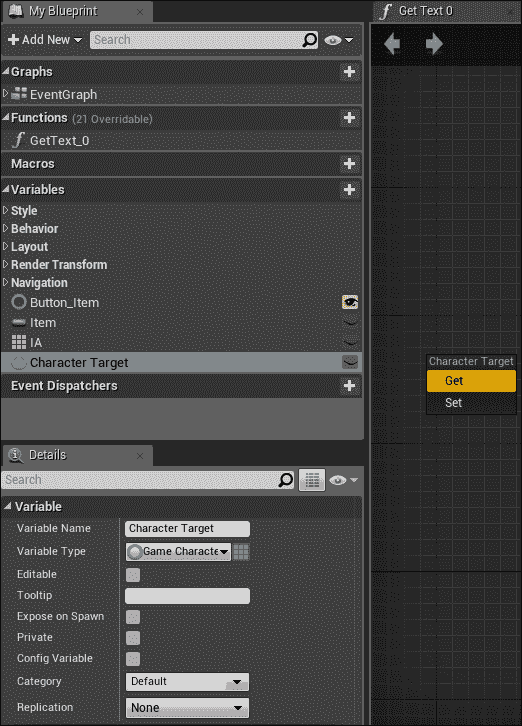 My Blueprint
Add New
Search
Graphs
EventGraph
Functions (21 Overridable)
f GetText_0
Macros
Variables
Style
Behavior
Layout
Render Transform
Navigation
Button_Item
Item
IA
Character Target
Event Dispatchers
Details
Search
Variable
Variable Name Character Target
Variable Type Game Characte
Editable
Tooltip
Expose on Spawn
Private
Config Variable
Category Default
Replication None
f Get Text 0
Character Target
Get
Set